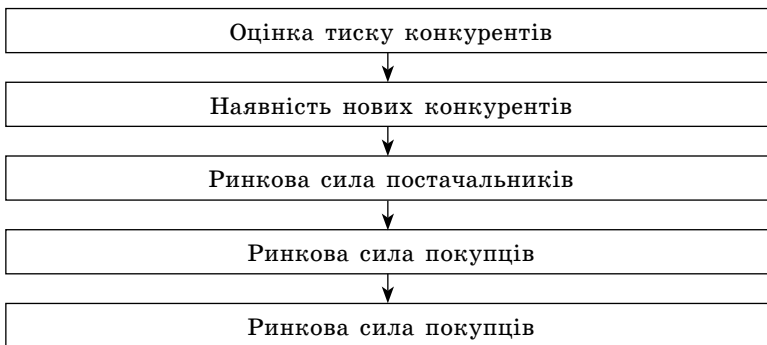 Оцінка тиску конкурентів
Наявність нових конкурентів
Ринкова сила постачальників
Ринкова сила покупців
Ринкова сила покупців